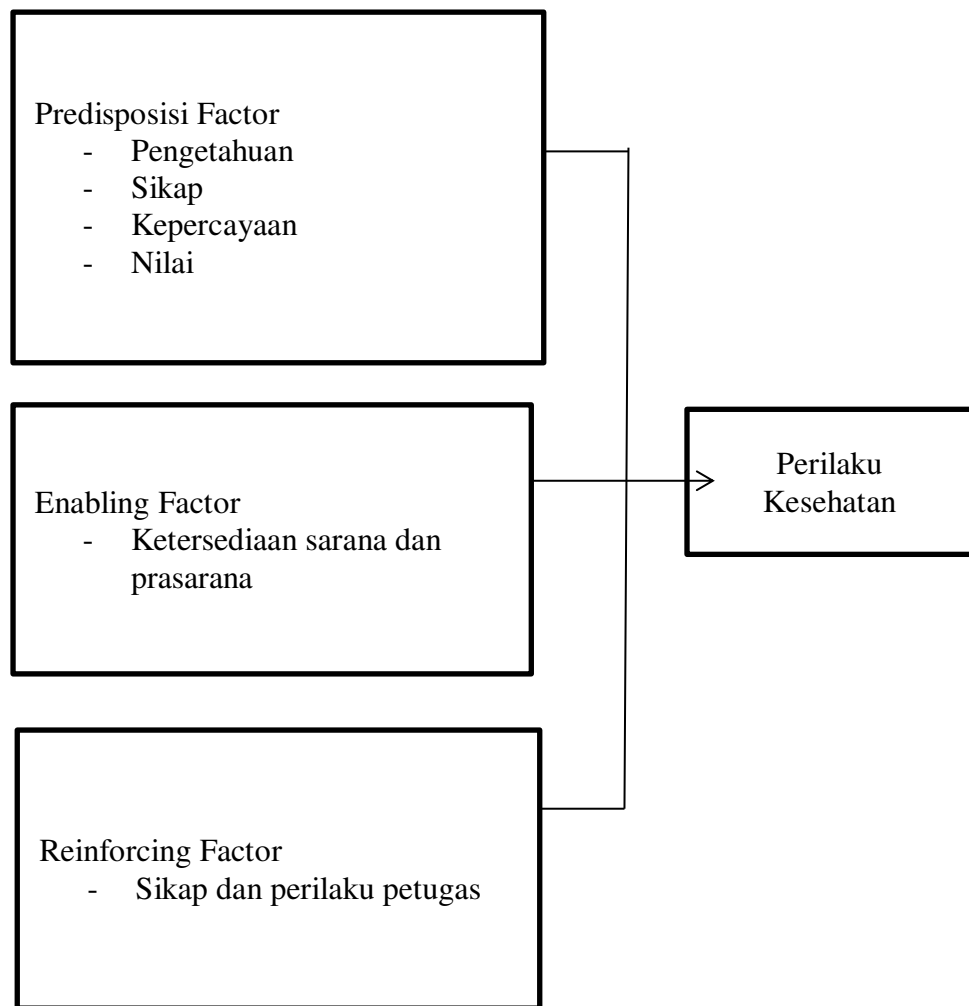 Predisposisi Factor
- Pengetahuan
- Sikap
- Kepercayaan
- Nilai
Enabling Factor
- Ketersediaan sarana dan
prasarana
Perilaku
Kesehatan
Reinforcing Factor
- Sikap dan perilaku petugas